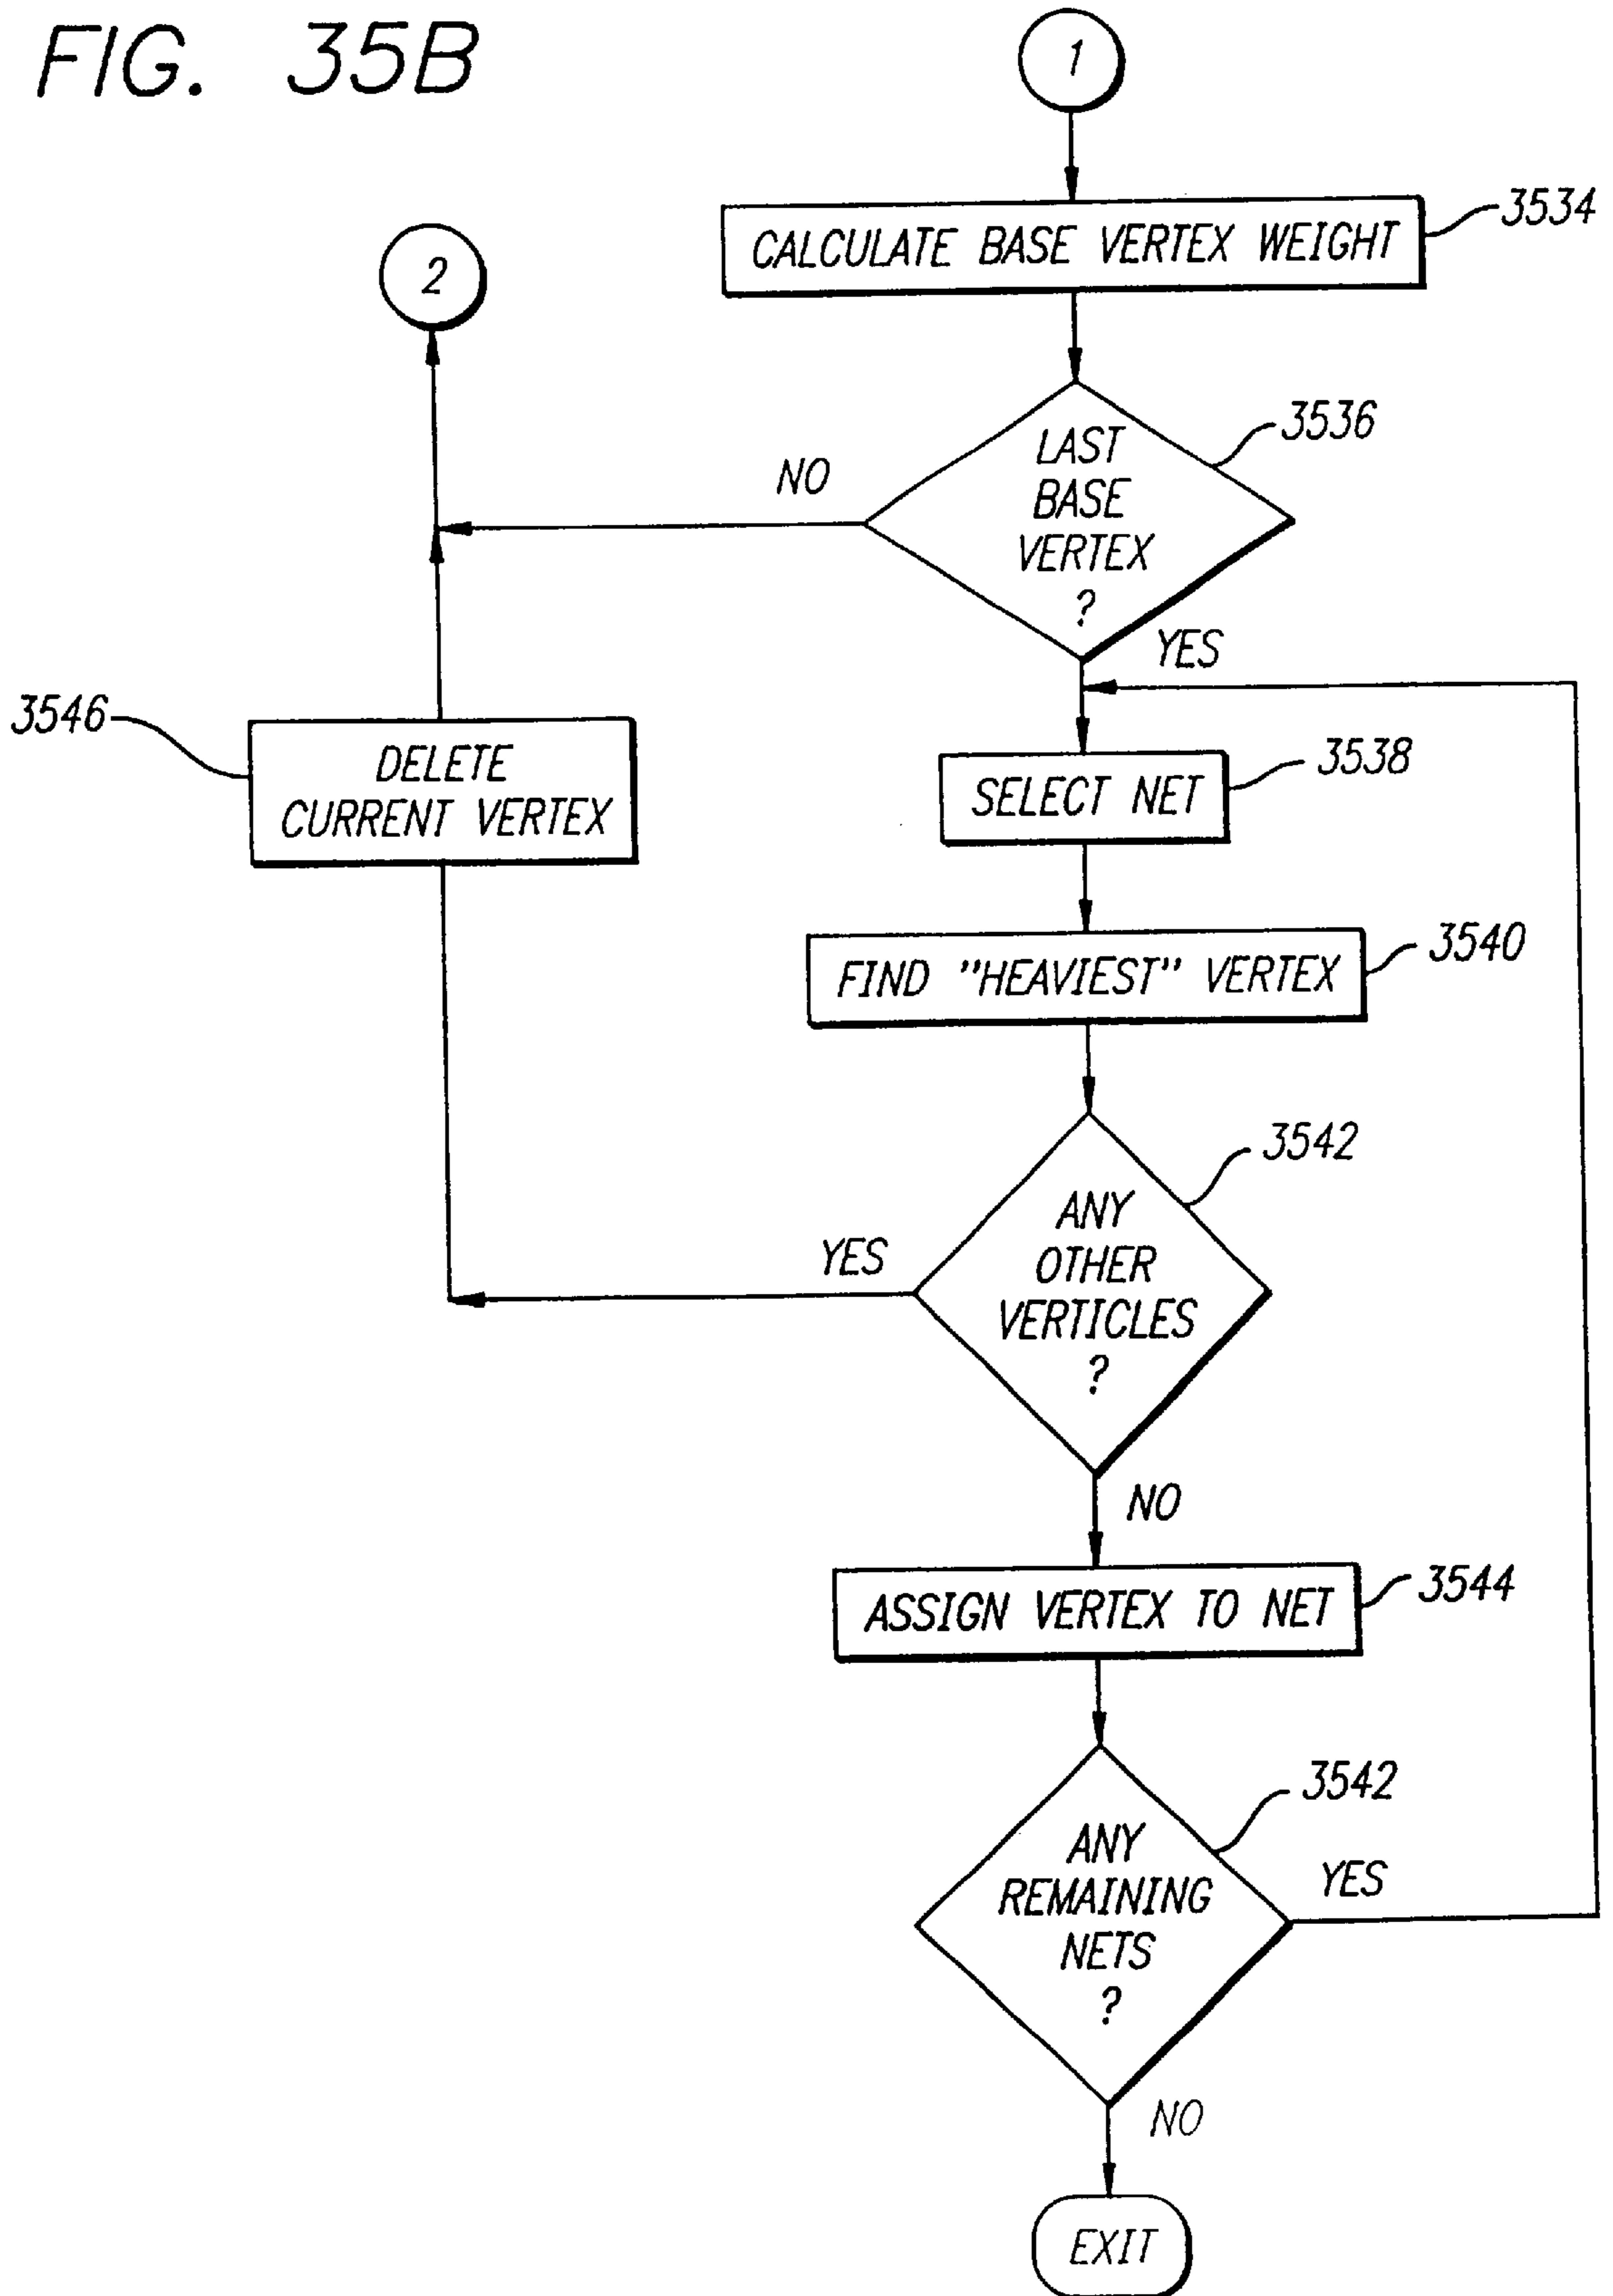 FIG. 35B
1
CALCULATE BASE VERTEX WEIGHT
3534
2
LAST
BASE
VERTEX
?
3536
NO
YES
3546
DELETE
CURRENT VERTEX
SELECT NET
3538
FIND "HEAVIEST" VERTEX
3540
ANY
OTHER
VERTICLES
?
3542
YES
NO
ASSIGN VERTEX TO NET
3544
ANY
REMAINING
NETS
?
3542
YES
NO
EXIT